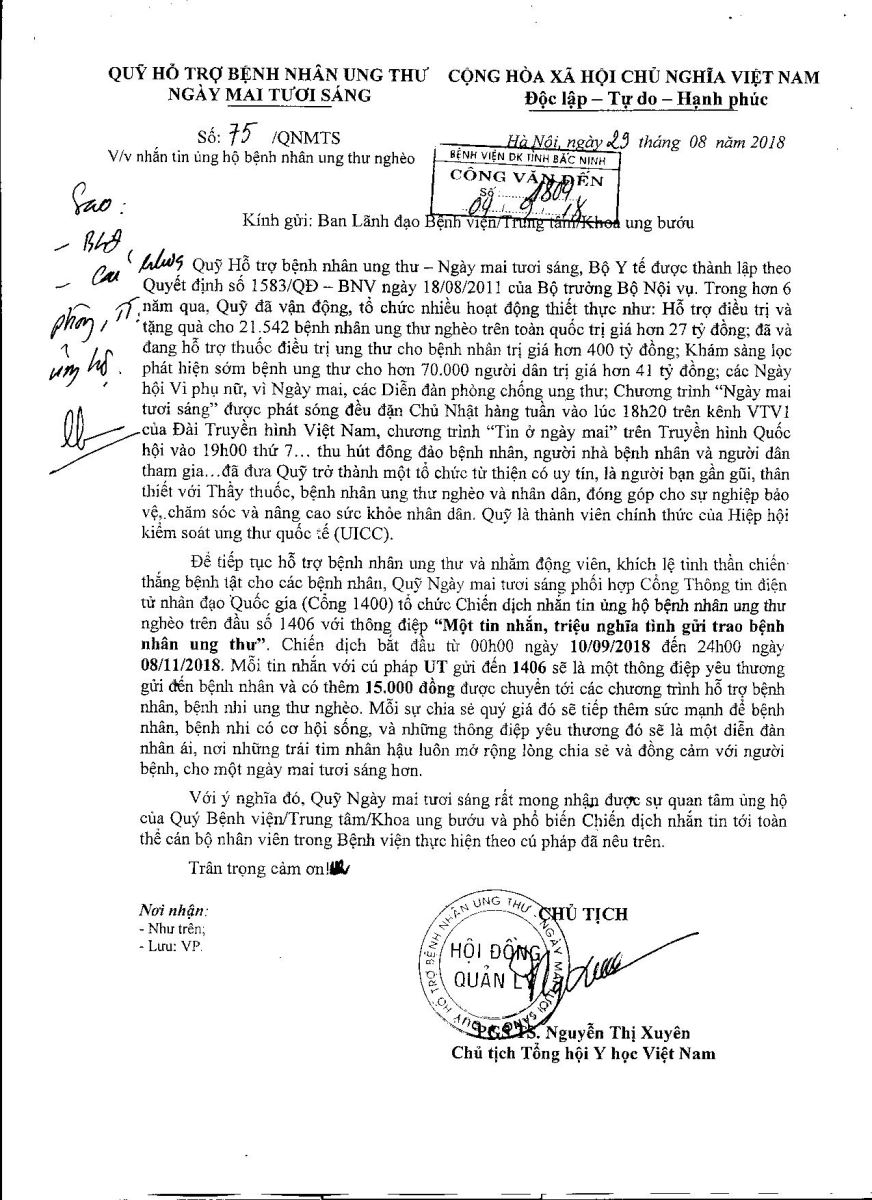 QUỸ HỖ TRỢ BỆNH NHÂN UNG THƯ
NGÀY MAI TƯƠI SÁNG
CỘNG HÒA XÃ HỘI CHỦ NGHĨA VIỆT NAM
Độc lập – Tự do – Hạnh phúc
Số: 75 /QNMTS
V/v nhắn tin ủng hộ bệnh nhân ung thư nghèo
Hà Nội, ngày 29 tháng 08 năm 2018
BỆNH VIỆN ĐK TỈNH BẮC NINH
CÔNG VĂN ĐẾN
Số 1809
04 / 9 / 18
Kính gửi: Ban Lãnh đạo Bệnh viện/Trung tâm/Khoa ung bướu
Sao:
- BLĐ
- Các
phòng, TT
ủng hộ.
Quỹ Hỗ trợ bệnh nhân ung thư – Ngày mai tươi sáng, Bộ Y tế được thành lập theo
Quyết định số 1583/QĐ – BNV ngày 18/08/2011 của Bộ trưởng Bộ Nội vụ. Trong hơn 6
năm qua, Quỹ đã vận động, tổ chức nhiều hoạt động thiết thực như: Hỗ trợ điều trị và
tặng quà cho 21.542 bệnh nhân ung thư nghèo trên toàn quốc trị giá hơn 27 tỷ đồng; đã và
đang hỗ trợ thuốc điều trị ung thư cho bệnh nhân trị giá hơn 400 tỷ đồng; Khám sàng lọc
phát hiện sớm bệnh ung thư cho hơn 70.000 người dân trị giá hơn 41 tỷ đồng; các Ngày
hội Vì phụ nữ, vì Ngày mai, các Diễn đàn phòng chống ung thư; Chương trình “Ngày mai
tươi sáng” được phát sóng đều đặn Chủ Nhật hàng tuần vào lúc 18h20 trên kênh VTV1
của Đài Truyền hình Việt Nam, chương trình “Tin ở ngày mai” trên Truyền hình Quốc
hội vào 19h00 thứ 7… thu hút đông đảo bệnh nhân, người nhà bệnh nhân và người dân
tham gia…đã đưa Quỹ trở thành một tổ chức từ thiện có uy tín, là người bạn gần gũi, thân
thiết với Thầy thuốc, bệnh nhân ung thư nghèo và nhân dân, đóng góp cho sự nghiệp bảo
vệ, chăm sóc và nâng cao sức khỏe nhân dân. Quỹ là thành viên chính thức của Hiệp hội
kiểm soát ung thư quốc tế (UICC).
Để tiếp tục hỗ trợ bệnh nhân ung thư và nhằm động viên, khích lệ tinh thần chiến
thắng bệnh tật cho các bệnh nhân, Quỹ Ngày mai tươi sáng phối hợp Cổng Thông tin điện
tử nhân đạo Quốc gia (Cổng 1400) tổ chức Chiến dịch nhắn tin ủng hộ bệnh nhân ung thư
nghèo trên đầu số 1406 với thông điệp “Một tin nhắn, triệu nghĩa tình gửi trao bệnh
nhân ung thư”. Chiến dịch bắt đầu từ 00h00 ngày 10/09/2018 đến 24h00 ngày
08/11/2018. Mỗi tin nhắn với cú pháp UT gửi đến 1406 sẽ là một thông điệp yêu thương
gửi đến bệnh nhân và có thêm 15.000 đồng được chuyển tới các chương trình hỗ trợ bệnh
nhân, bệnh nhi ung thư nghèo. Mỗi sự chia sẻ quý giá đó sẽ tiếp thêm sức mạnh để bệnh
nhân, bệnh nhi có cơ hội sống, và những thông điệp yêu thương đó sẽ là một diễn đàn
nhân ái, nơi những trái tim nhân hậu luôn mở rộng lòng chia sẻ và đồng cảm với người
bệnh, cho một ngày mai tươi sáng hơn.
Với ý nghĩa đó, Quỹ Ngày mai tươi sáng rất mong nhận được sự quan tâm ủng hộ
của Quý Bệnh viện/Trung tâm/Khoa ung bướu và phổ biến Chiến dịch nhắn tin tới toàn
thể cán bộ nhân viên trong Bệnh viện thực hiện theo cú pháp đã nêu trên.
Trân trọng cảm ơn!
Nơi nhận:
- Như trên;
- Lưu: VP.
CHỦ TỊCH
QUỸ HỖ TRỢ BỆNH NHÂN UNG THƯ - NGÀY MAI TƯƠI SÁNG
HỘI ĐỒNG
QUẢN LÝ
PGS.TS. Nguyễn Thị Xuyên
Chủ tịch Tổng hội Y học Việt Nam